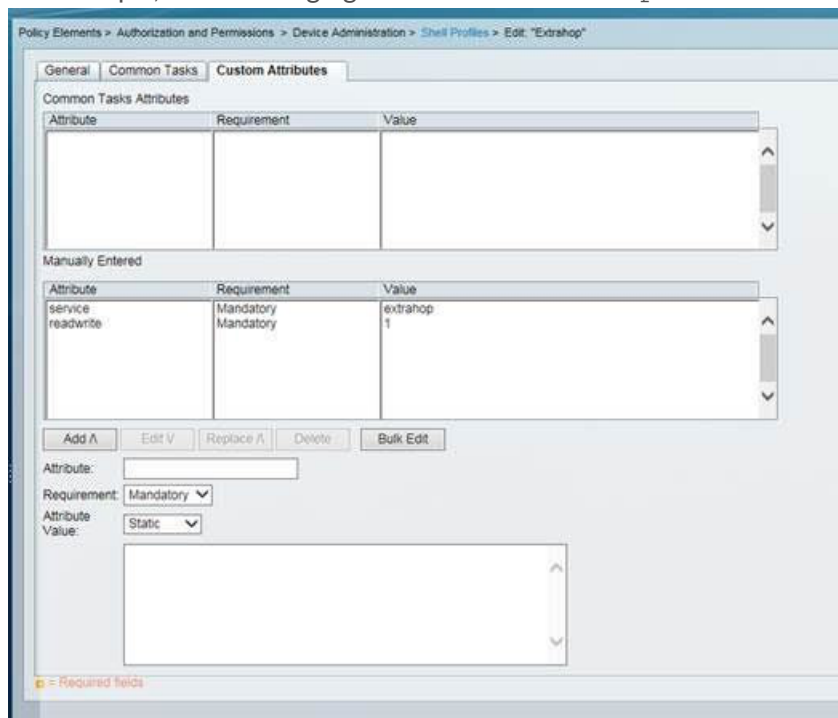 Policy Elements > Authorization and Permissions > Device Administration > Shell Profiles > Edit: "Extrahop"
General Common Tasks Custom Attributes
Common Tasks Attributes
Attribute Requirement Value
Manually Entered
Attribute Requirement Value
service Mandatory extrahop
readwrite Mandatory 1
Add /\ Edit V Replace /\ Delete Bulk Edit
Attribute:
Requirement: Mandatory
Attribute Value: Static
= Required fields